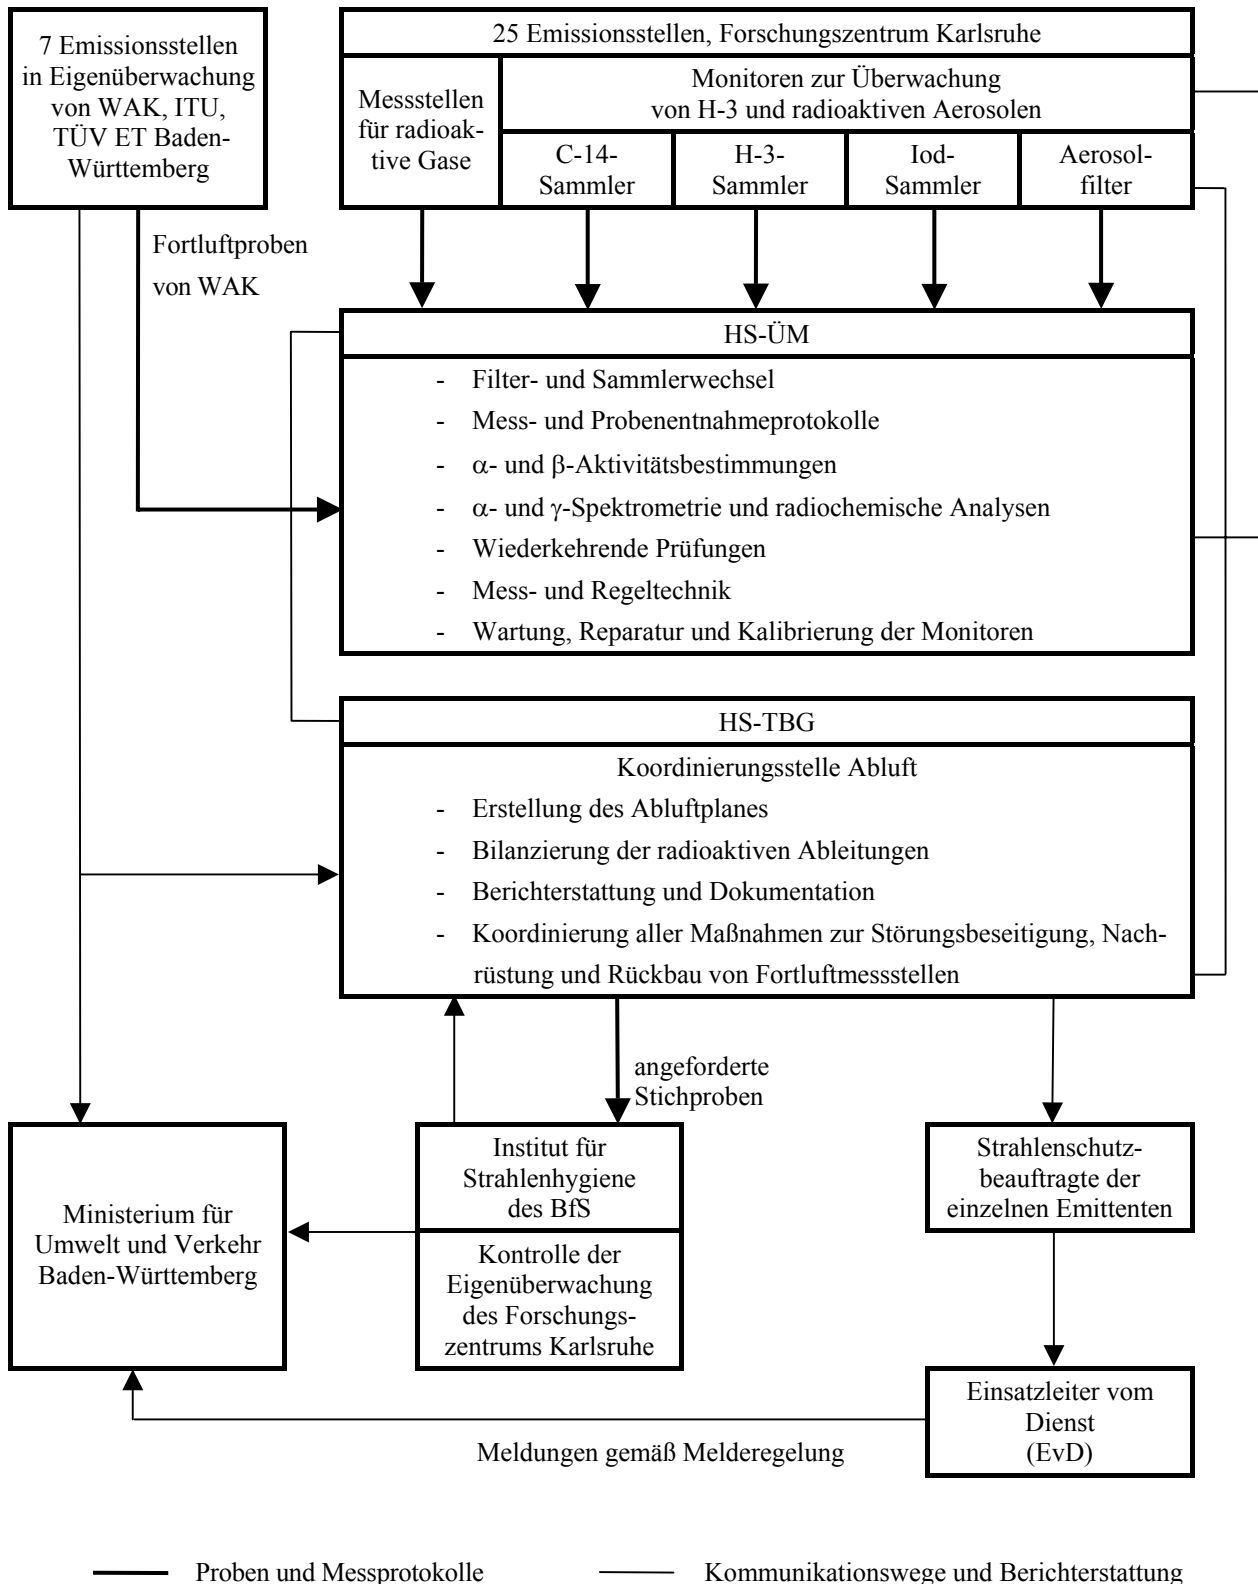 7 Emissionsstellen
in Eigenüberwachung
von WAK, ITU,
TÜV ET Baden-
Württemberg
25 Emissionsstellen, Forschungszentrum Karlsruhe
Messstellen
für radioak-
tive Gase
Monitoren zur Überwachung
von H-3 und radioaktiven Aerosolen
C-14-
Sammler
H-3-
Sammler
Iod-
Sammler
Aerosol-
filter
Fortluftproben
von WAK
HS-ÜM
- Filter- und Sammlerwechsel
- Mess- und Probenentnahmeprotokolle
- α- und β-Aktivitätsbestimmungen
- α- und γ-Spektrometrie und radiochemische Analysen
- Wiederkehrende Prüfungen
- Mess- und Regeltechnik
- Wartung, Reparatur und Kalibrierung der Monitoren
HS-TBG
Koordinierungsstelle Abluft
- Erstellung des Abluftplanes
- Bilanzierung der radioaktiven Ableitungen
- Berichterstattung und Dokumentation
- Koordinierung aller Maßnahmen zur Störungsbeseitigung, Nach-
rüstung und Rückbau von Fortluftmessstellen
angeforderte
Stichproben
Ministerium für
Umwelt und Verkehr
Baden-Württemberg
Institut für
Strahlenhygiene
des BfS
Kontrolle der
Eigenüberwachung
des Forschungs-
zentrums Karlsruhe
Strahlenschutz-
beauftragte der
einzelnen Emittenten
Einsatzleiter vom
Dienst
(EvD)
Meldungen gemäß Melderegelung
Proben und Messprotokolle
Kommunikationswege und Berichterstattung